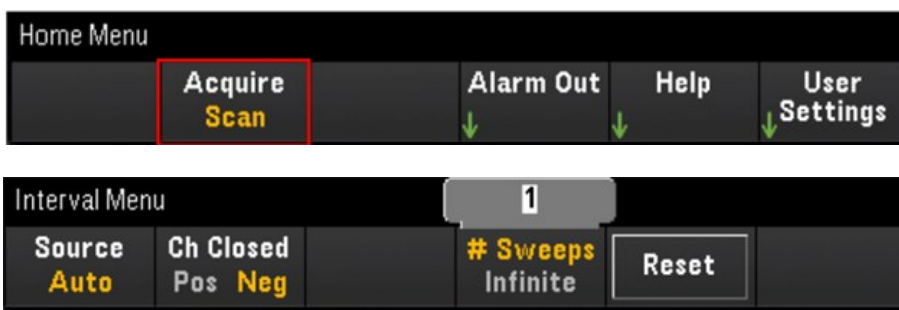 Home Menu
Acquire
Scan
Alarm Out
Help
User
Settings
Interval Menu
1
Source
Auto
Ch Closed
Pos Neg
# Sweeps
Infinite
Reset